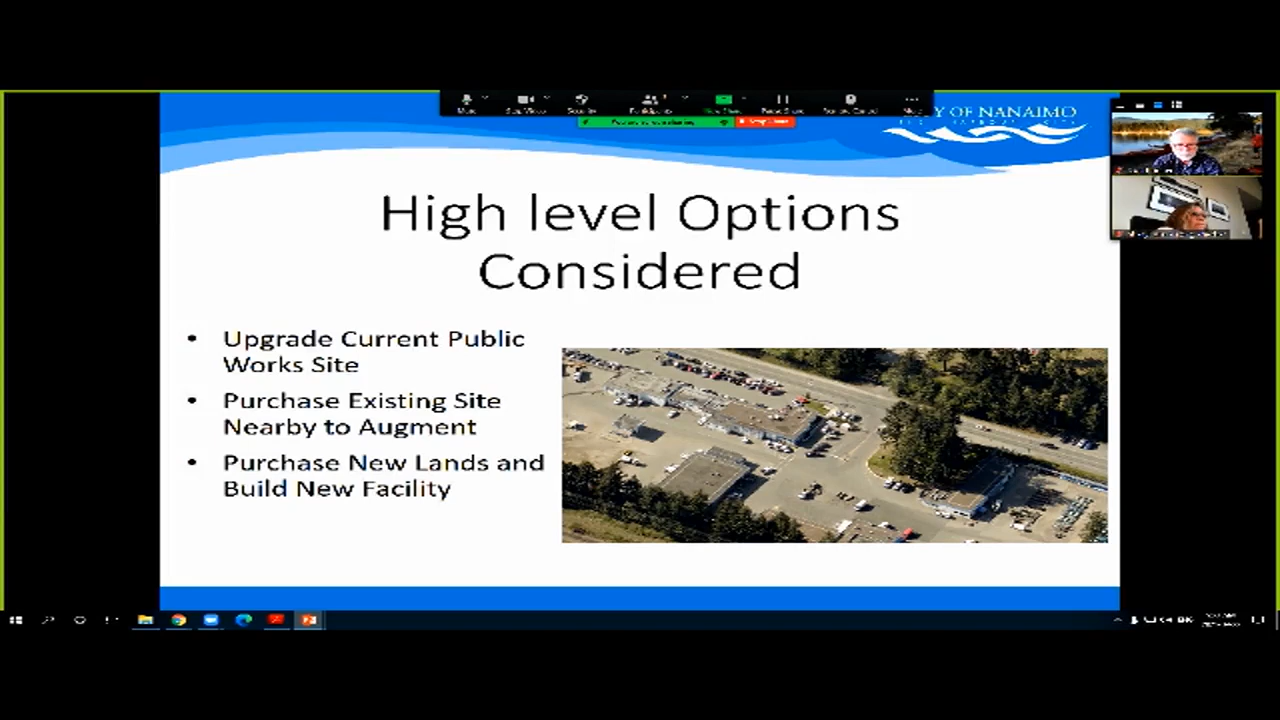 Y OF NANAIMO
High level Options
Considered
• Upgrade Current Public
Works Site
• Purchase Existing Site
Nearby to Augment
• Purchase New Lands and
Build New Facility